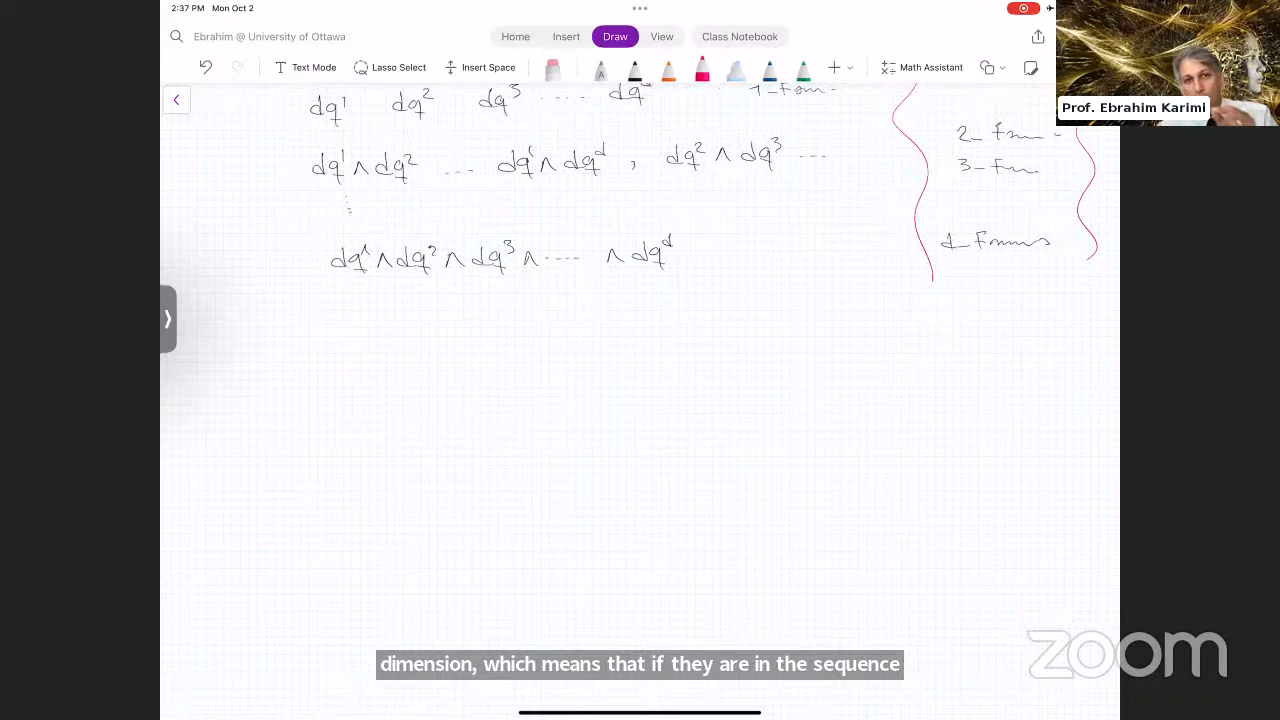 2:37 PM Mon Oct 2
Ebrahim @ University of Ottawa
Home Insert Draw View Class Notebook
Text Mode Lasso Select Insert Space Math Assistant
Prof. Ebrahim Karimi
dq¹ dq² dq³ .... 1-Form
2-Form
dq¹ ∧ dq² .... dq¹ ∧ dq^d , dq² ∧ dq³ ...
3-Form
d-Forms
dq¹ ∧ dq² ∧ dq³ ∧ .... ∧ dq^d
zoom
dimension, which means that if they are in the sequence